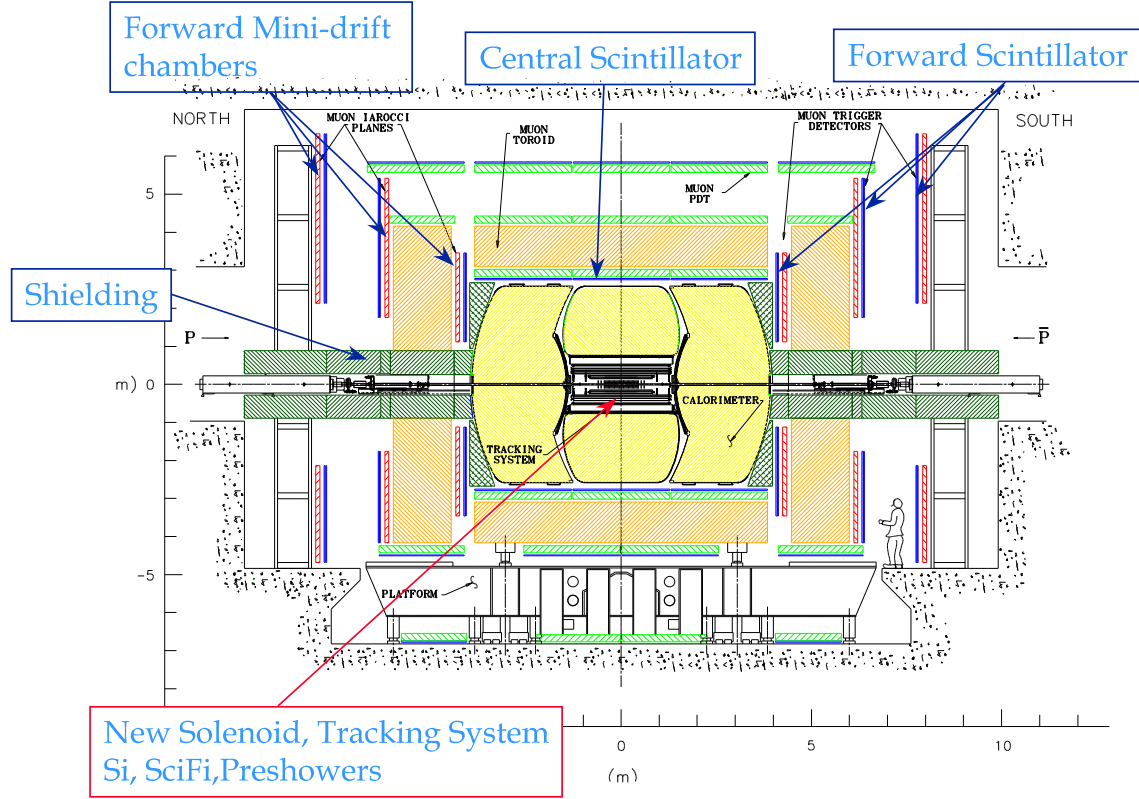 Forward Mini-drift
chambers
Central Scintillator
Forward Scintillator
NORTH
MUON IAROCCI
PLANES
MUON
TOROID
MUON TRIGGER
DETECTORS
SOUTH
5
MUON
PDT
Shielding
P
P̅
m) 0
CALORIMETER
TRACKING
SYSTEM
-5
PLATFORM
New Solenoid, Tracking System
Si, SciFi,Preshowers
0
5
10
(m)